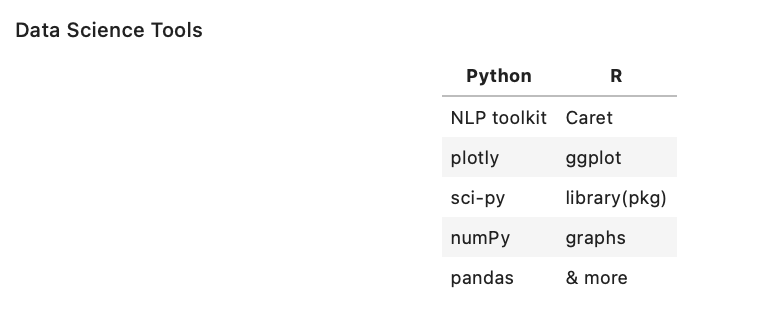 Data Science Tools
Python R
NLP toolkit Caret
plotly ggplot
sci-py library(pkg)
numPy graphs
pandas & more